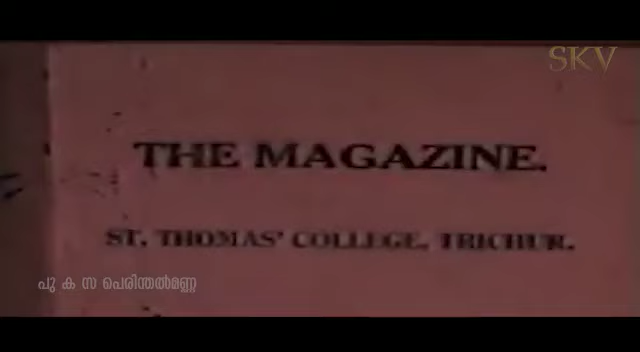 SKV
THE MAGAZINE.
ST. THOMAS' COLLEGE, TRICHUR.
പു ക സ പെരിന്തൽമണ്ണ